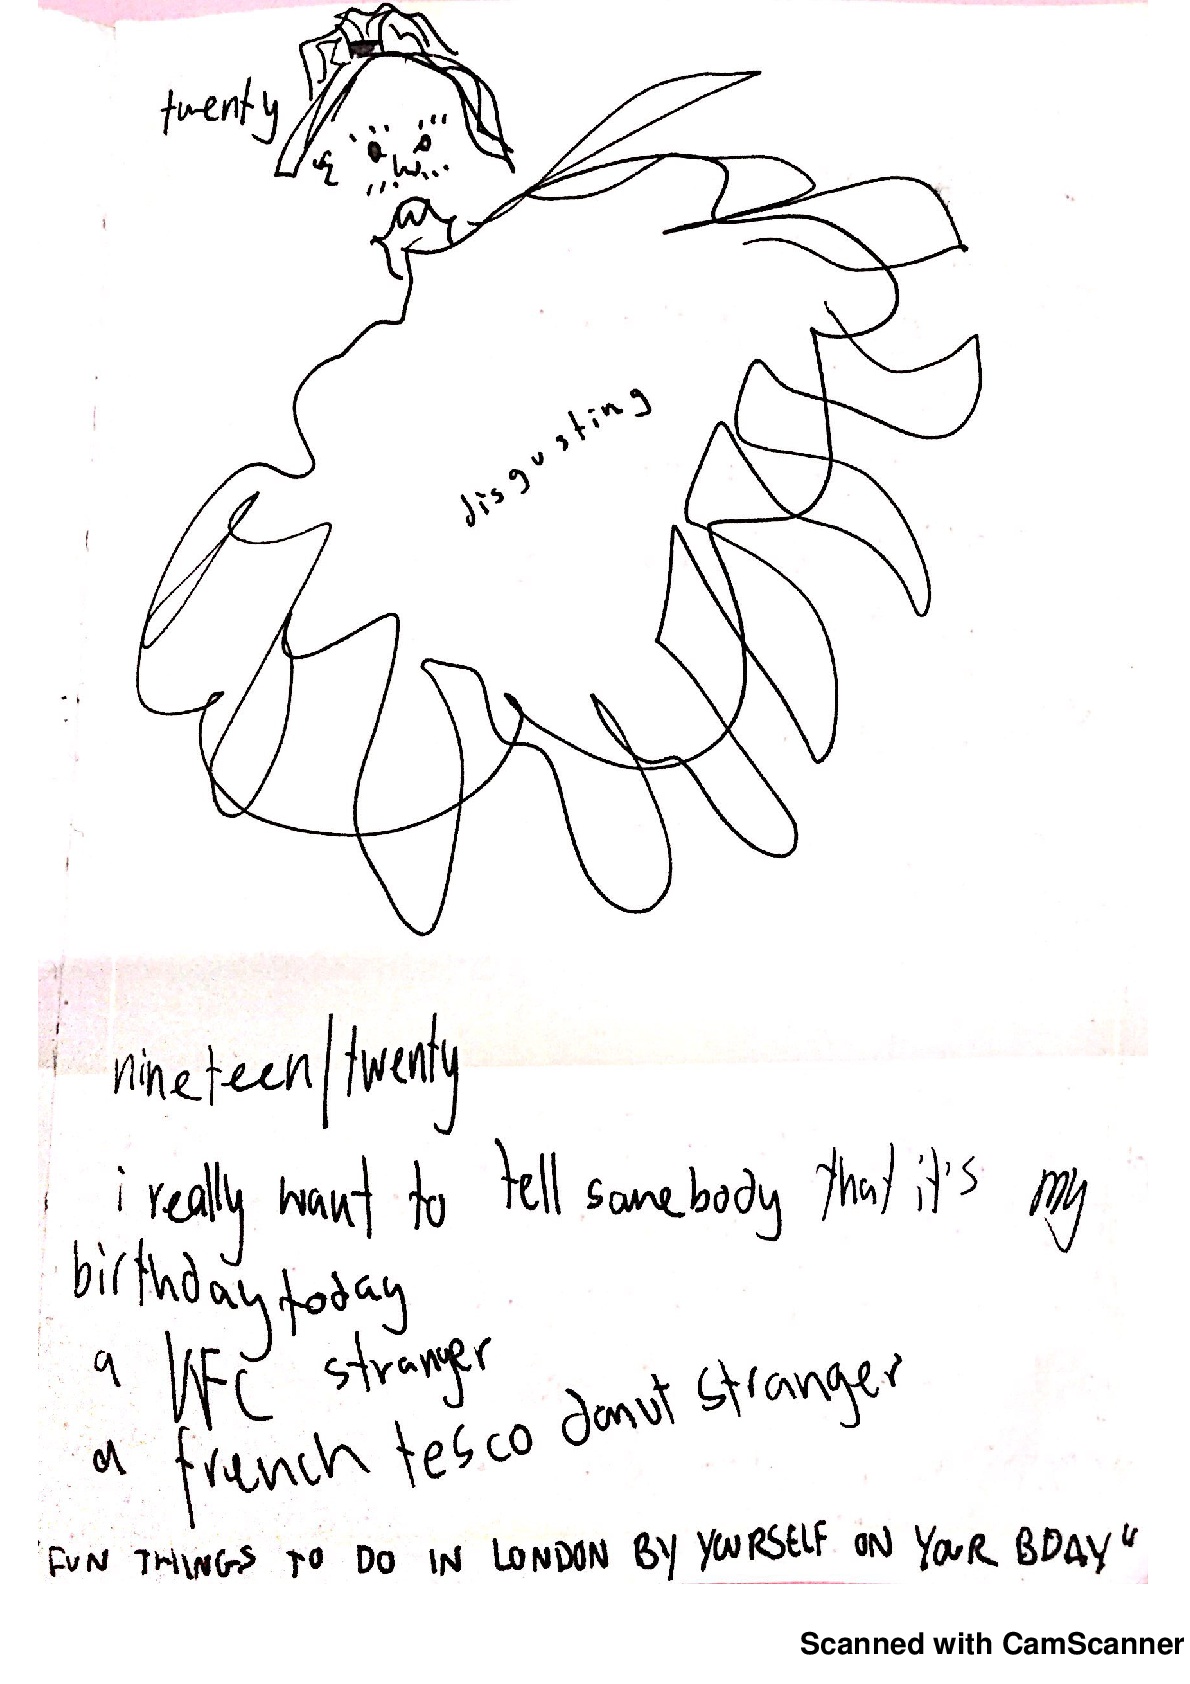 twenty
disgusting
nineteen/twenty
i really want to tell somebody that it's my
birthday today
a KFC stranger
a french tesco donut stranger
"FUN THINGS TO DO IN LONDON BY YOURSELF ON YOUR BDAY"
Scanned with CamScanner